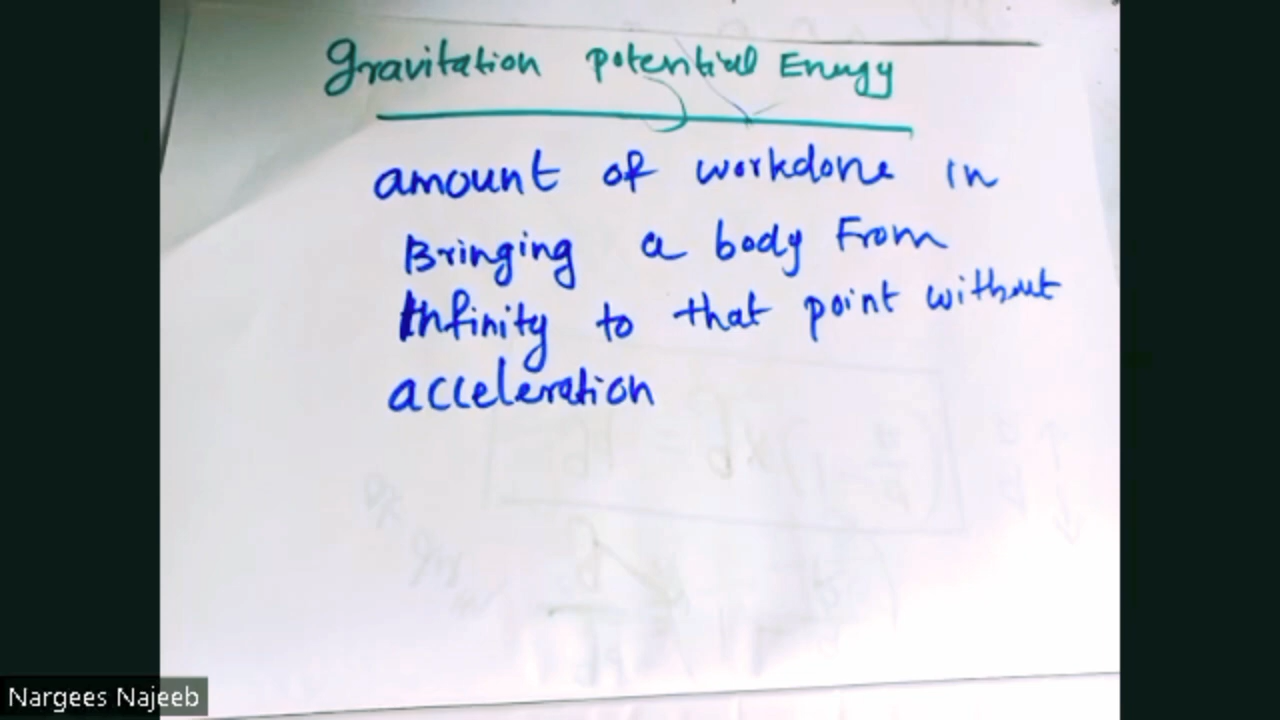 Gravitation potential Energy
amount of workdone in
Bringing a body From
Infinity to that point without
acceleration
Nargees Najeeb